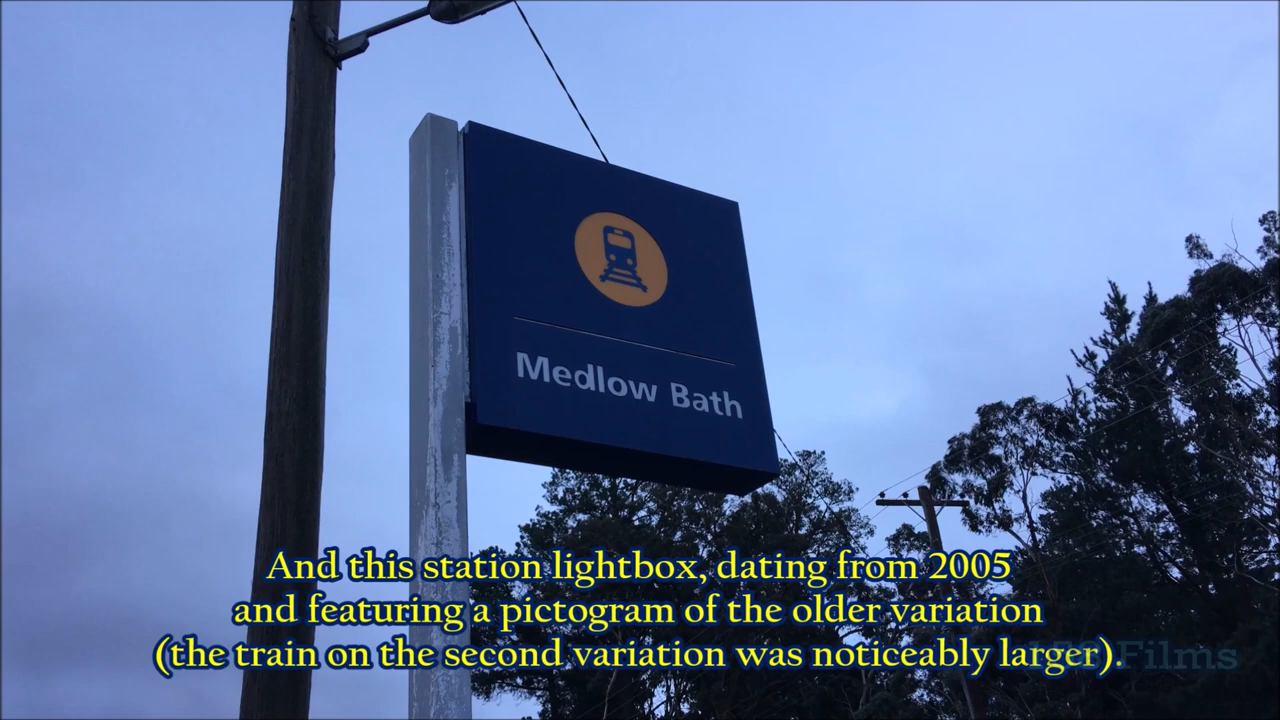 Medlow Bath
And this station lightbox, dating from 2005
and featuring a pictogram of the older variation
(the train on the second variation was noticeably larger).
Films